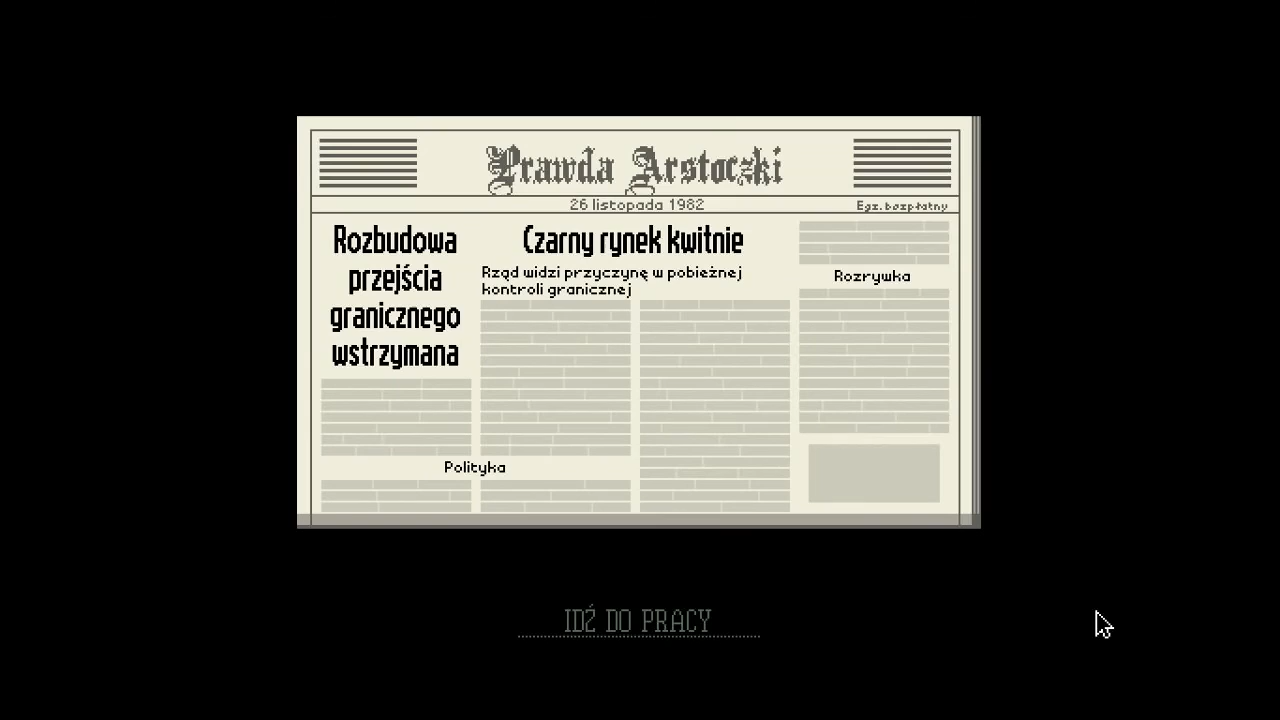 Prawda Arstoczki
26 listopada 1982
Egz. bezpłatny
Rozbudowa
przejścia
granicznego
wstrzymana
Czarny rynek kwitnie
Rząd widzi przyczynę w pobieżnej
kontroli granicznej
Rozrywka
Polityka
IDŹ DO PRACY